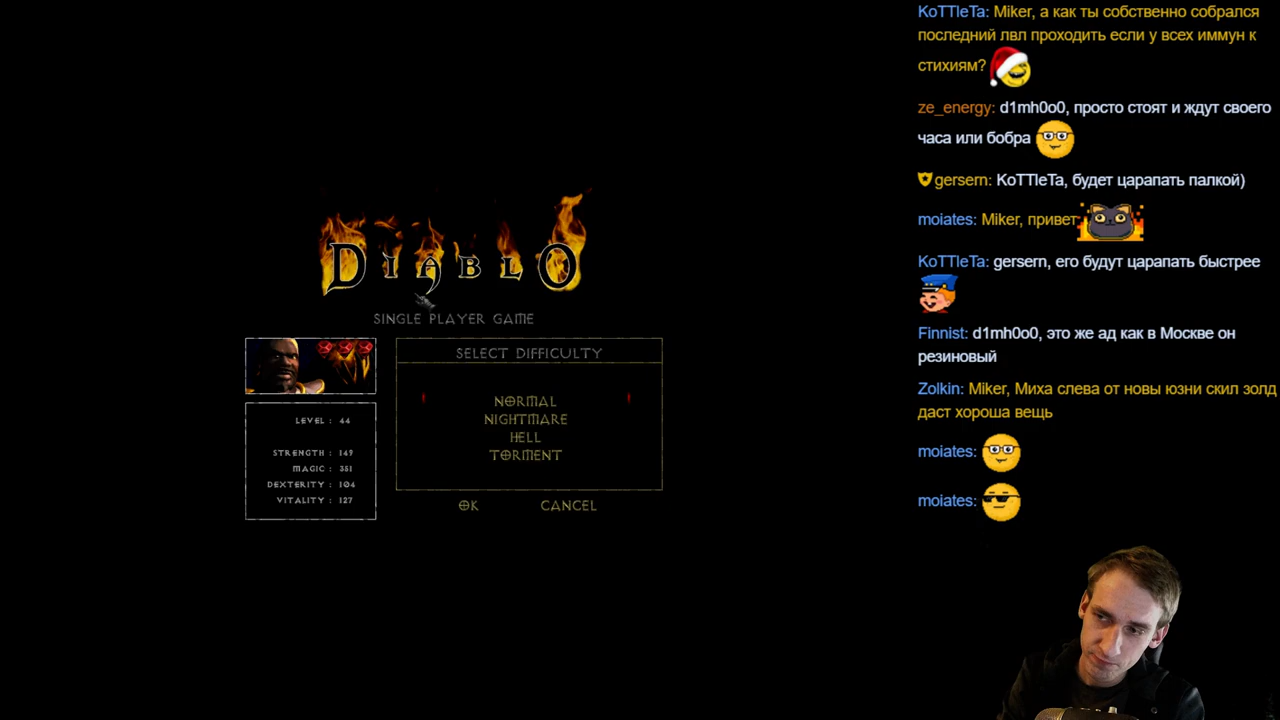 DIABLO
SINGLE PLAYER GAME
SELECT DIFFICULTY
NORMAL
NIGHTMARE
HELL
TORMENT
OK CANCEL
LEVEL : 44
STRENGTH : 149
MAGIC : 351
DEXTERITY : 104
VITALITY : 127
KoTTleTa: Miker, а как ты собственно собрался
последний лвл проходить если у всех иммун к
стихиям?
ze_energy: d1mh0o0, просто стоят и ждут своего
часа или бобра
gersern: KoTTleTa, будет царапать палкой)
moiates: Miker, привет
KoTTleTa: gersern, его будут царапать быстрее
Finnist: d1mh0o0, это же ад как в Москве он
резиновый
Zolkin: Miker, Миха слева от новы юзни скил золд
даст хороша вещь
moiates:
moiates: